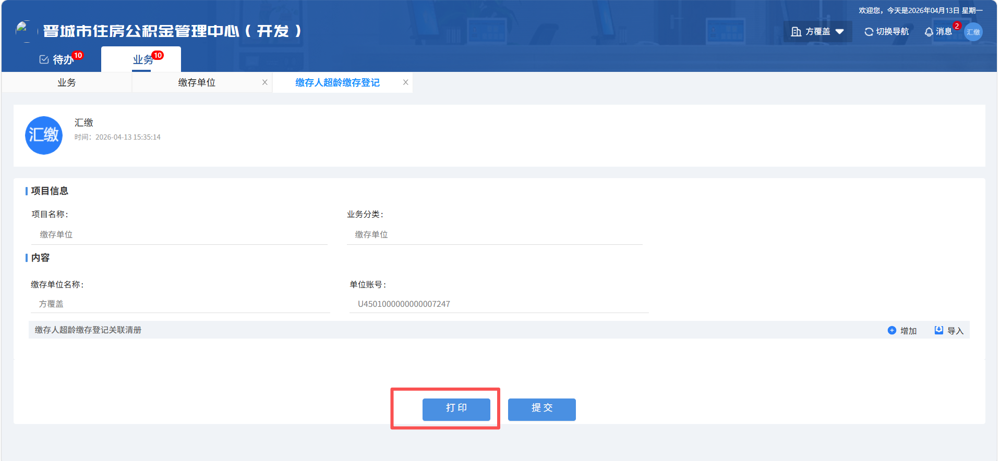 欢迎您，今天是2026年04月13日 星期一
晋城市住房公积金管理中心（开发）
方覆盖
切换导航
消息 2
汇缴
待办 10
业务 10
业务
缴存单位
缴存人超龄缴存登记
汇缴
汇缴
时间：2026-04-13 15:35:14
项目信息
项目名称：
业务分类：
缴存单位
缴存单位
内容
缴存单位名称：
单位账号：
方覆盖
U4501000000000007247
缴存人超龄缴存登记关联清册
增加
导入
打 印
提 交